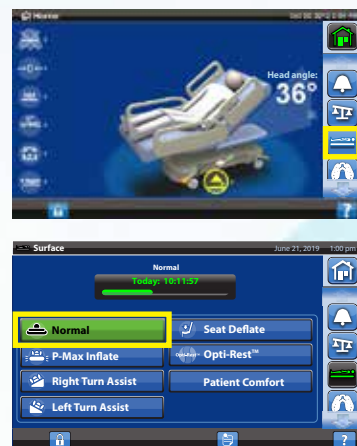 Home
Head angle:
36°
?
Surface
June 21, 2019 1:00 pm
Normal
Today: 10:11:57
Normal
Seat Deflate
P-Max Inflate
Opti-Rest™
Right Turn Assist
Patient Comfort
Left Turn Assist
?